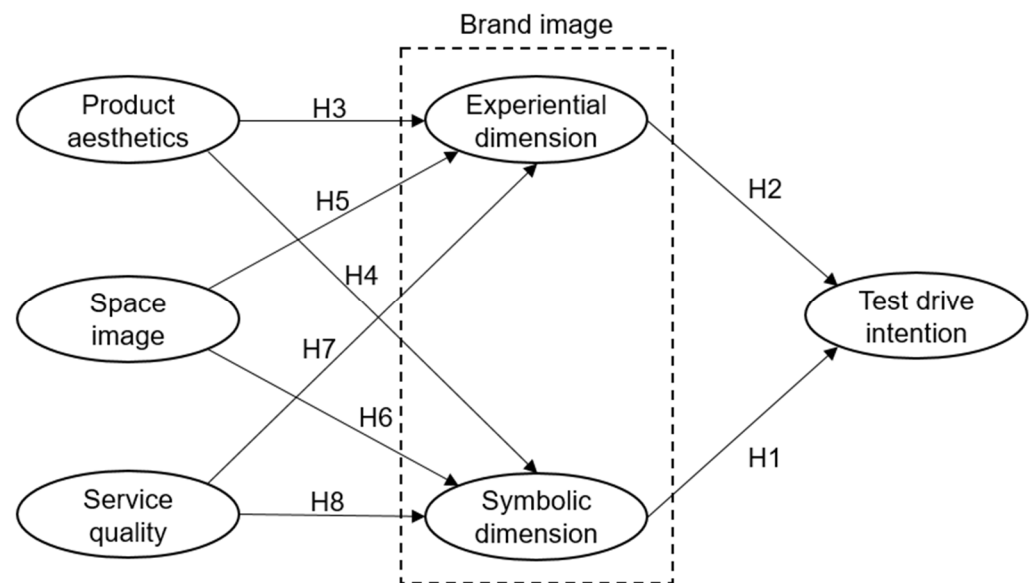 Brand image
Product
aesthetics
H3
Experiential
dimension
H5
H2
H4
Space
image
Test drive
intention
H7
H6
H1
Service
quality
H8
Symbolic
dimension